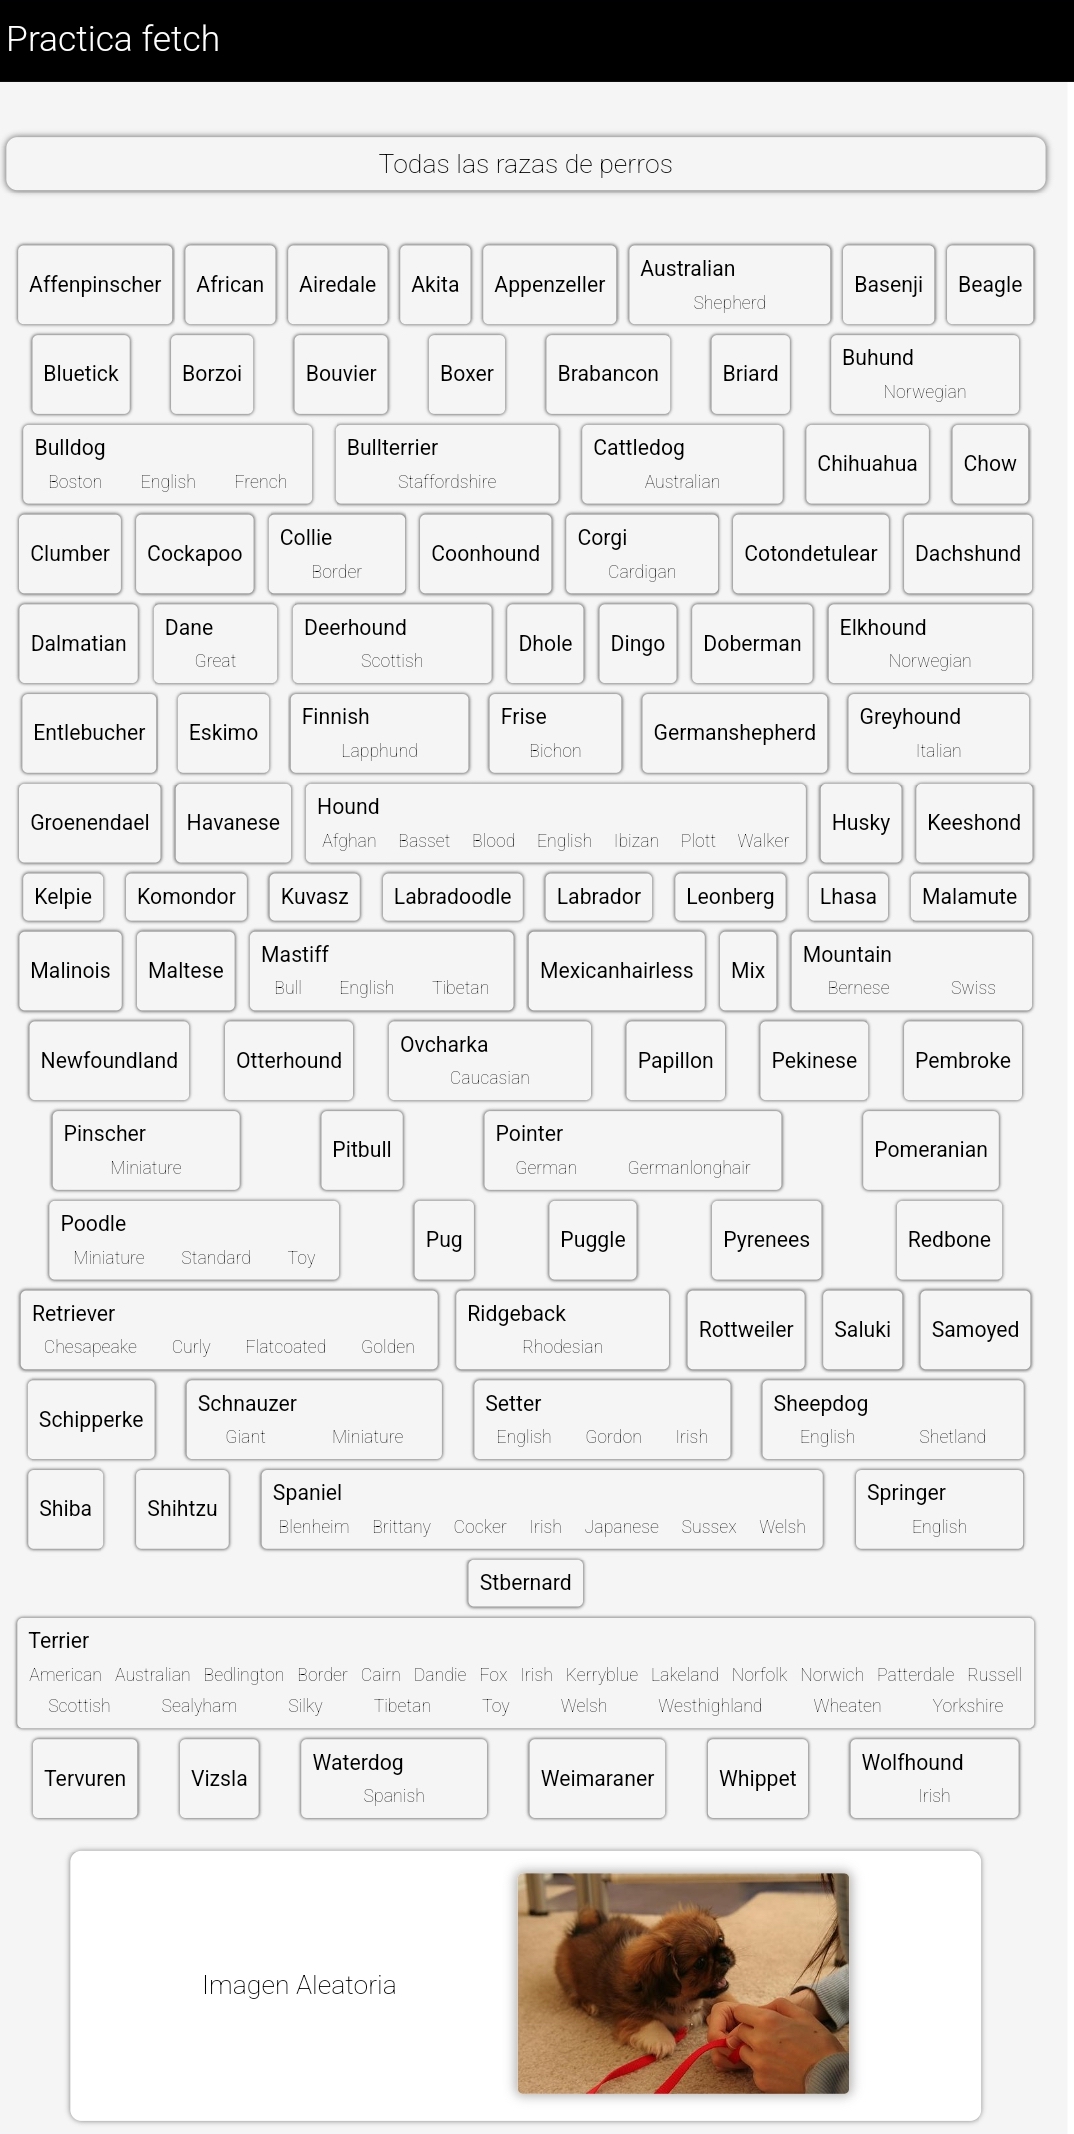 Practica fetch
Todas las razas de perros
Affenpinscher African Airedale Akita Appenzeller Australian Basenji Beagle
Shepherd
Bluetick Borzoi Bouvier Boxer Brabancon Briard Buhund
Norwegian
Bulldog Bullterrier Cattledog Chihuahua Chow
Boston English French Staffordshire Australian
Clumber Cockapoo Collie Coonhound Corgi Cotondetulear Dachshund
Border Cardigan
Dalmatian Dane Deerhound Dhole Dingo Doberman Elkhound
Great Scottish Norwegian
Entlebucher Eskimo Finnish Frise Germanshepherd Greyhound
Lapphund Bichon Italian
Groenendael Havanese Hound Husky Keeshond
Afghan Basset Blood English Ibizan Plott Walker
Kelpie Komondor Kuvasz Labradoodle Labrador Leonberg Lhasa Malamute
Malinois Maltese Mastiff Mexicanhairless Mix Mountain
Bull English Tibetan Bernese Swiss
Newfoundland Otterhound Ovcharka Papillon Pekinese Pembroke
Caucasian
Pinscher Pitbull Pointer Pomeranian
Miniature German Germanlonghair
Poodle Pug Puggle Pyrenees Redbone
Miniature Standard Toy
Retriever Ridgeback Rottweiler Saluki Samoyed
Chesapeake Curly Flatcoated Golden Rhodesian
Schipperke Schnauzer Setter Sheepdog
Giant Miniature English Gordon Irish English Shetland
Shiba Shihtzu Spaniel Springer
Blenheim Brittany Cocker Irish Japanese Sussex Welsh English
Stbernard
Terrier
American Australian Bedlington Border Cairn Dandie Fox Irish Kerryblue Lakeland Norfolk Norwich Patterdale Russell
Scottish Sealyham Silky Tibetan Toy Welsh Westhighland Wheaten Yorkshire
Tervuren Vizsla Waterdog Weimaraner Whippet Wolfhound
Spanish Irish
Imagen Aleatoria